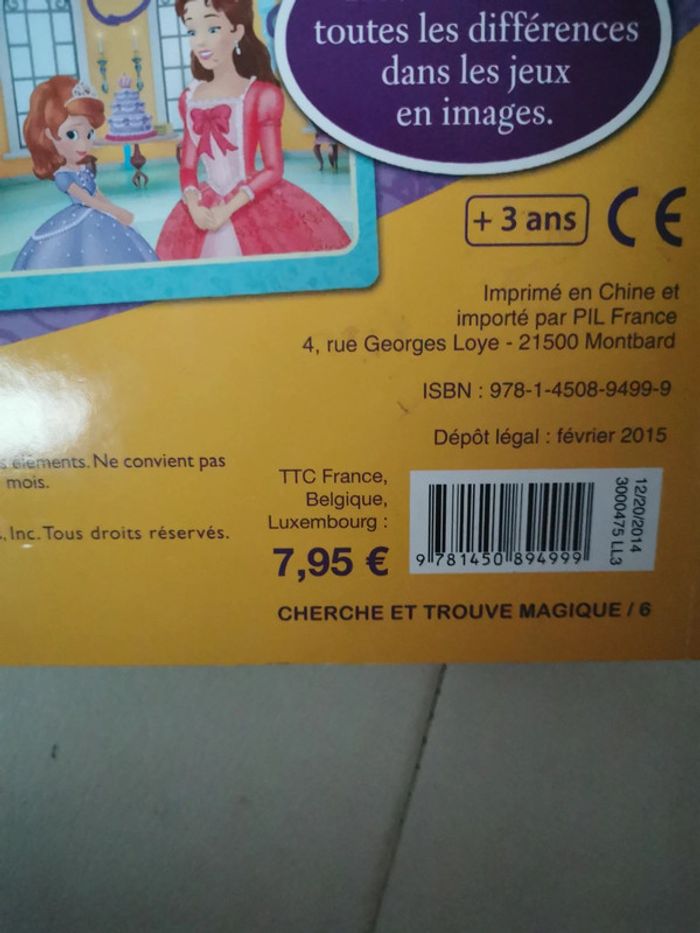 toutes les différences
dans les jeux
en images.
+ 3 ans CE
Imprimé en Chine et
importé par PIL France
4, rue Georges Loye - 21500 Montbard
ISBN : 978-1-4508-9499-9
Dépôt légal : février 2015
éléments. Ne convient pas
mois.
, Inc. Tous droits réservés.
TTC France,
Belgique,
Luxembourg :
7,95 €
9 781450 894999
12/20/2014
3000475 LL3
CHERCHE ET TROUVE MAGIQUE / 6